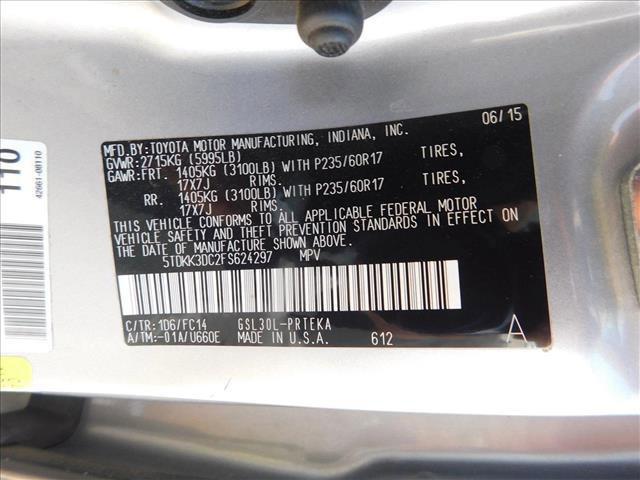 06/15
MFD.BY:TOYOTA MOTOR MANUFACTURING, INDIANA, INC.
GVWR:2715KG (5995LB)
GAWR:FRT. 1405KG (3100LB) WITH P235/60R17 TIRES,
17X7J RIMS.
RR. 1405KG (3100LB) WITH P235/60R17 TIRES,
17X7J RIMS.
THIS VEHICLE CONFORMS TO ALL APPLICABLE FEDERAL MOTOR
VEHICLE SAFETY AND THEFT PREVENTION STANDARDS IN EFFECT ON
THE DATE OF MANUFACTURE SHOWN ABOVE.
5TDKK3DC2FS624297 MPV
C/TR:1D6/FC14 GSL30L-PRTEKA
A/TM:-01A/U660E MADE IN U.S.A. 612
A
110
42661-08110